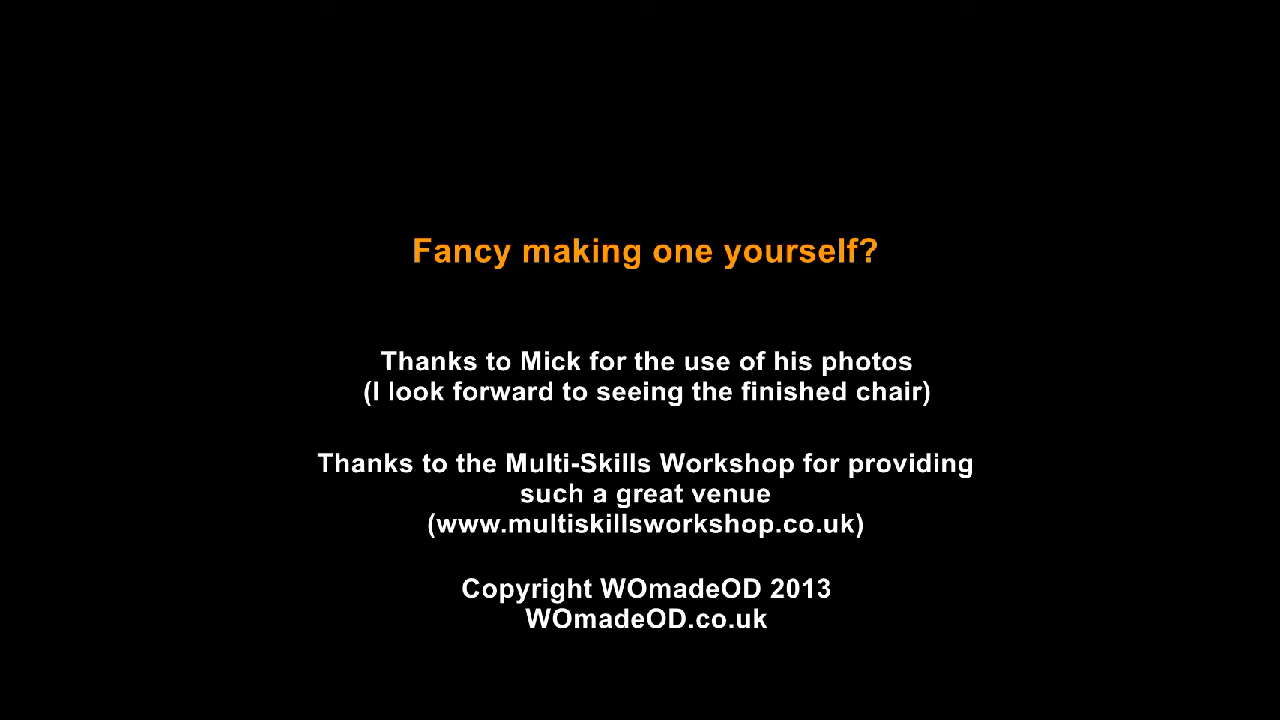 Fancy making one yourself?
Thanks to Mick for the use of his photos
(I look forward to seeing the finished chair)
Thanks to the Multi-Skills Workshop for providing
such a great venue
(www.multiskillsworkshop.co.uk)
Copyright WOmadeOD 2013
WOmadeOD.co.uk